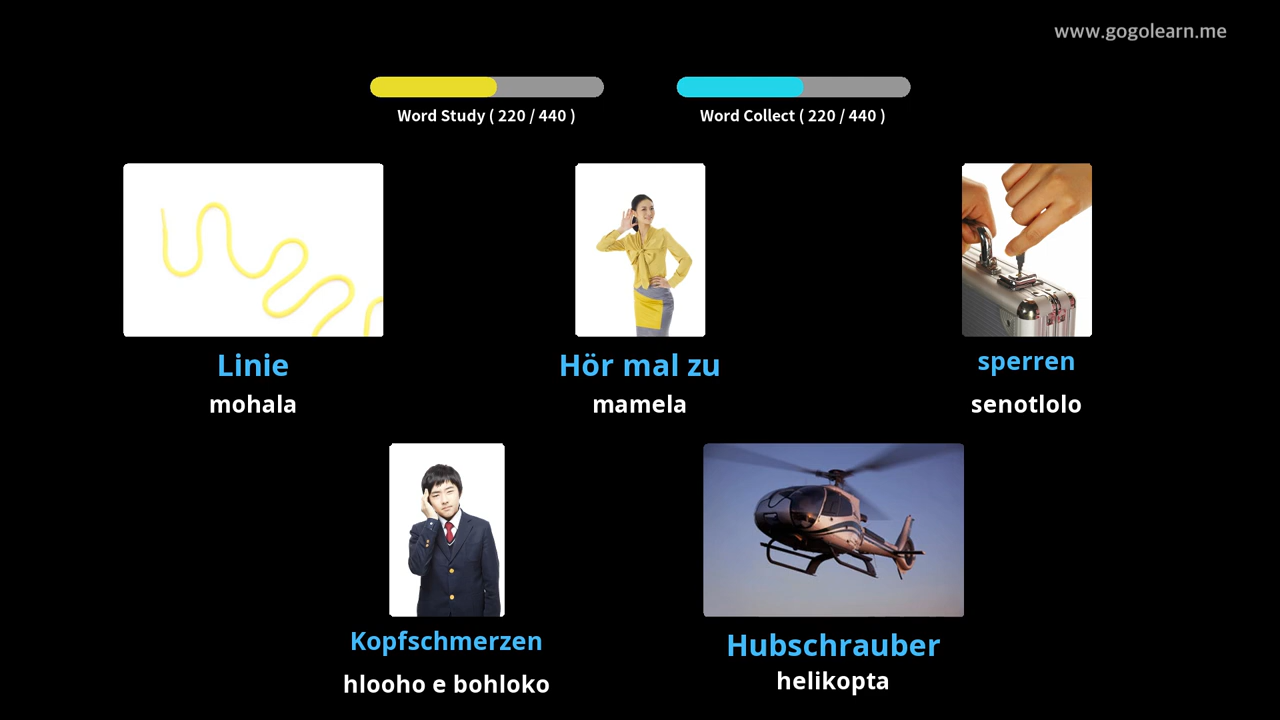 www.gogolearn.me
Word Study ( 220 / 440 )
Word Collect ( 220 / 440 )
Linie
mohala
Hör mal zu
mamela
sperren
senotlolo
Kopfschmerzen
hlooho e bohloko
Hubschrauber
helikopta